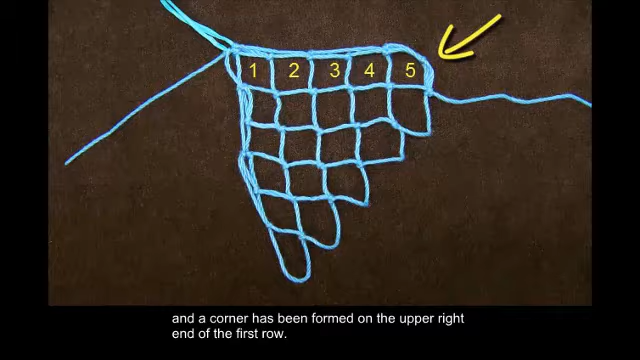 1 2 3 4 5
and a corner has been formed on the upper right
end of the first row.